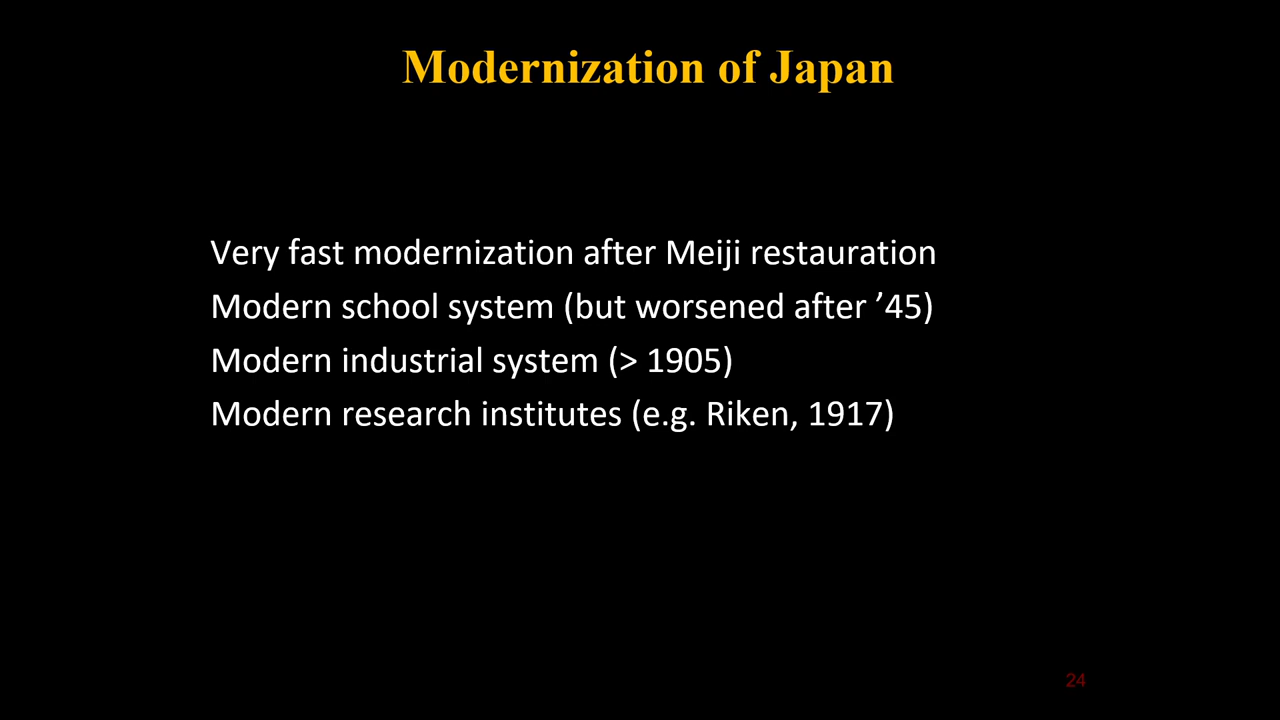 Modernization of Japan
Very fast modernization after Meiji restauration
Modern school system (but worsened after ’45)
Modern industrial system (> 1905)
Modern research institutes (e.g. Riken, 1917)
24